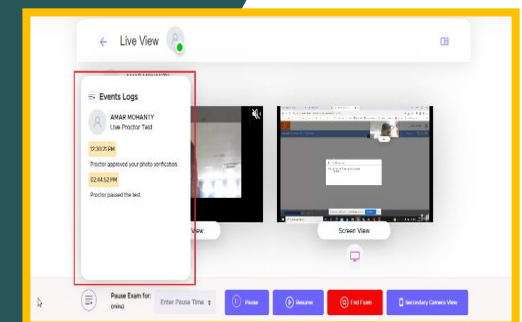 Live View
AMAR MOHANTY
Events Logs
AMAR MOHANTY
Live Proctor Test
12:30:21 PM
Proctor approved your photo verification.
02:44:52 PM
Proctor paused the test.
View
Screen View
Pause Exam for:
(mins)
Enter Pause Time
Pause
Resume
End Exam
Secondary Camera View